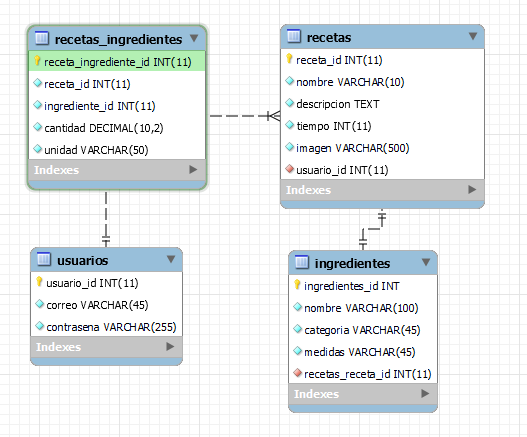 recetas_ingredientes
receta_ingrediente_id INT(11)
receta_id INT(11)
ingrediente_id INT(11)
cantidad DECIMAL(10,2)
unidad VARCHAR(50)
Indexes
recetas
receta_id INT(11)
nombre VARCHAR(10)
descripcion TEXT
tiempo INT(11)
imagen VARCHAR(500)
usuario_id INT(11)
Indexes
usuarios
usuario_id INT(11)
correo VARCHAR(45)
contrasena VARCHAR(255)
Indexes
ingredientes
ingredientes_id INT
nombre VARCHAR(100)
categoria VARCHAR(45)
medidas VARCHAR(45)
recetas_receta_id INT(11)
Indexes